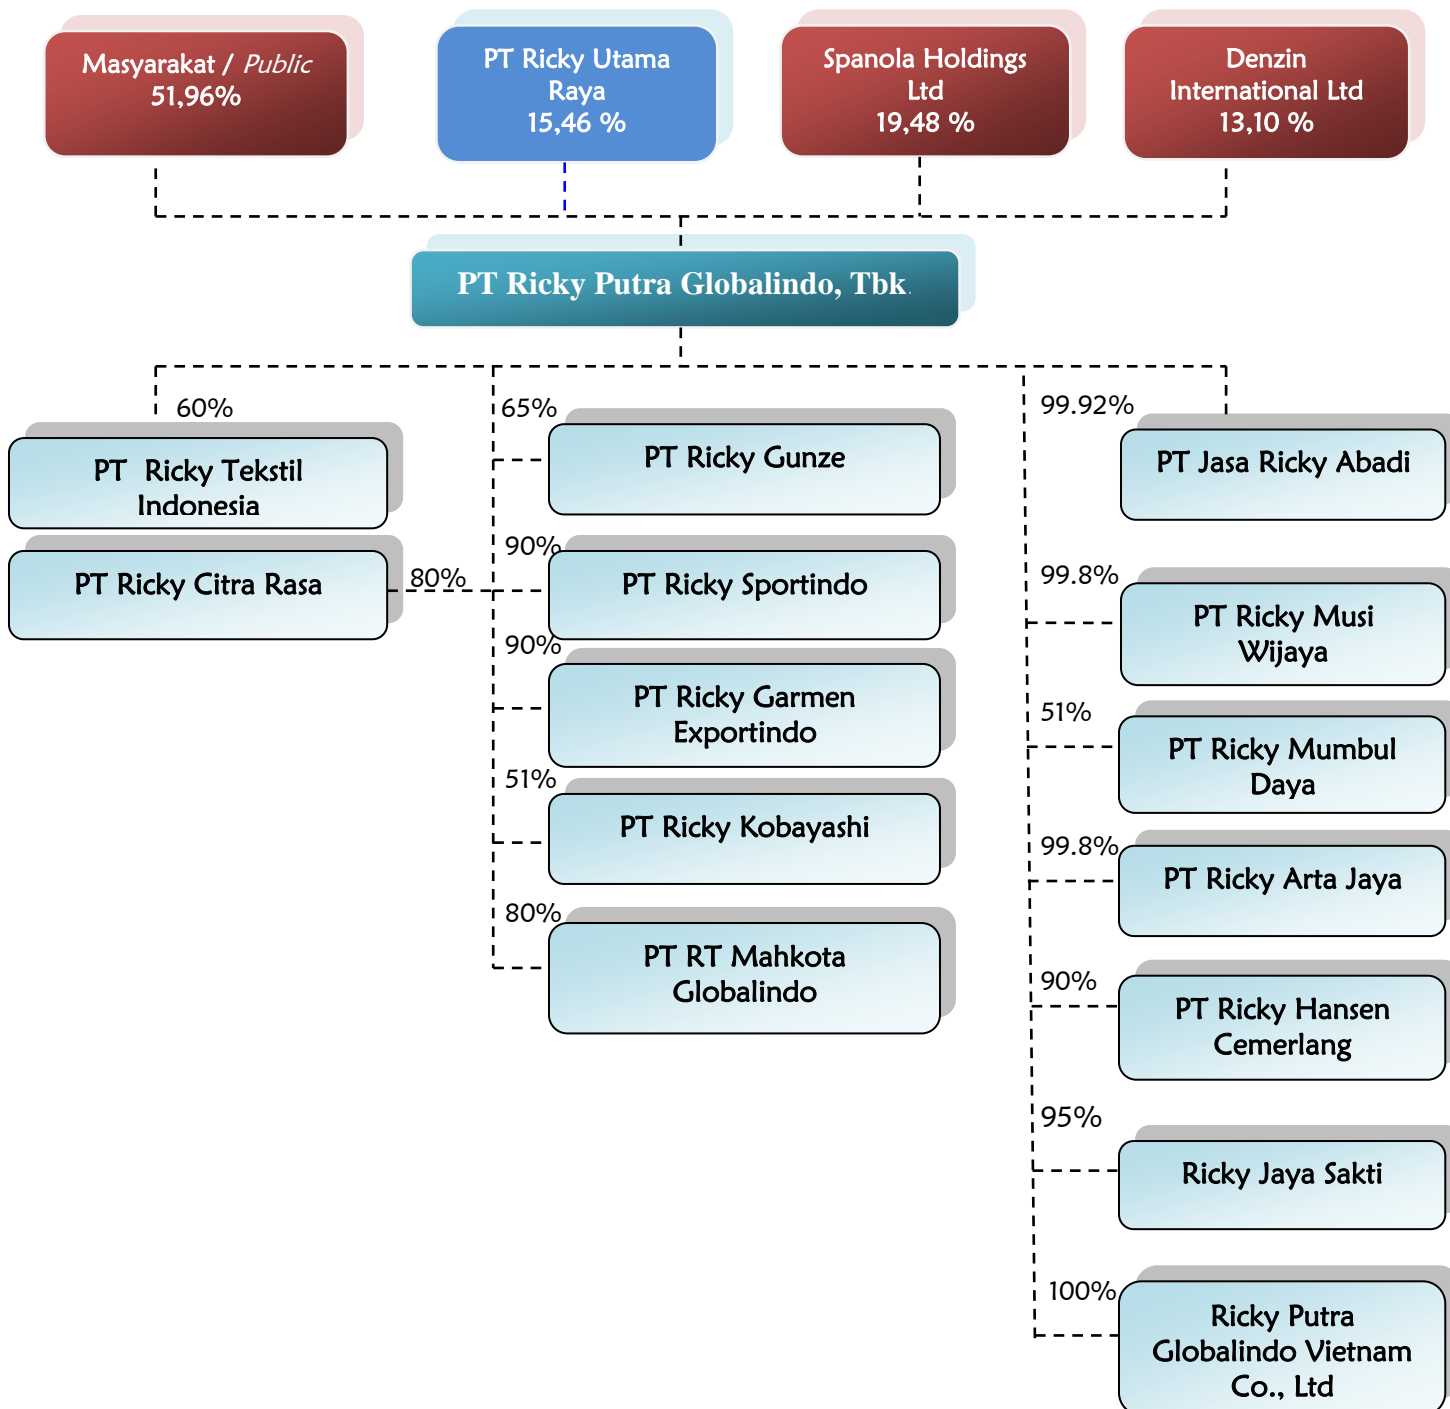 Masyarakat / Public
51,96%
PT Ricky Utama
Raya
15,46 %
Spanola Holdings
Ltd
19,48 %
Denzin
International Ltd
13,10 %
PT Ricky Putra Globalindo, Tbk.
60%
PT Ricky Tekstil
Indonesia
PT Ricky Citra Rasa
80%
65%
PT Ricky Gunze
90%
PT Ricky Sportindo
90%
PT Ricky Garmen
Exportindo
51%
PT Ricky Kobayashi
80%
PT RT Mahkota
Globalindo
99.92%
PT Jasa Ricky Abadi
99.8%
PT Ricky Musi
Wijaya
51%
PT Ricky Mumbul
Daya
99.8%
PT Ricky Arta Jaya
90%
PT Ricky Hansen
Cemerlang
95%
Ricky Jaya Sakti
100%
Ricky Putra
Globalindo Vietnam
Co., Ltd